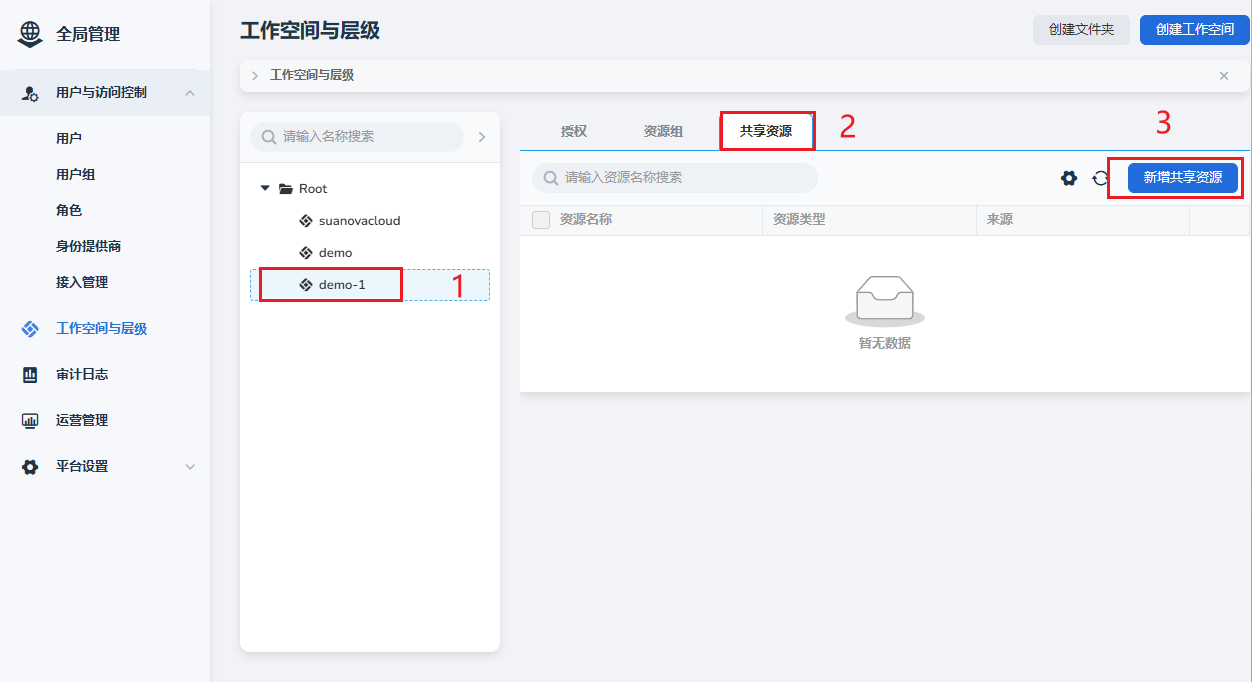 全局管理
用户与访问控制
用户
用户组
角色
身份提供商
接入管理
工作空间与层级
审计日志
运营管理
平台设置
工作空间与层级
创建文件夹
创建工作空间
工作空间与层级
请输入名称搜索
Root
suanovacloud
demo
demo-1
1
授权
资源组
共享资源
2
3
请输入资源名称搜索
新增共享资源
资源名称
资源类型
来源
暂无数据